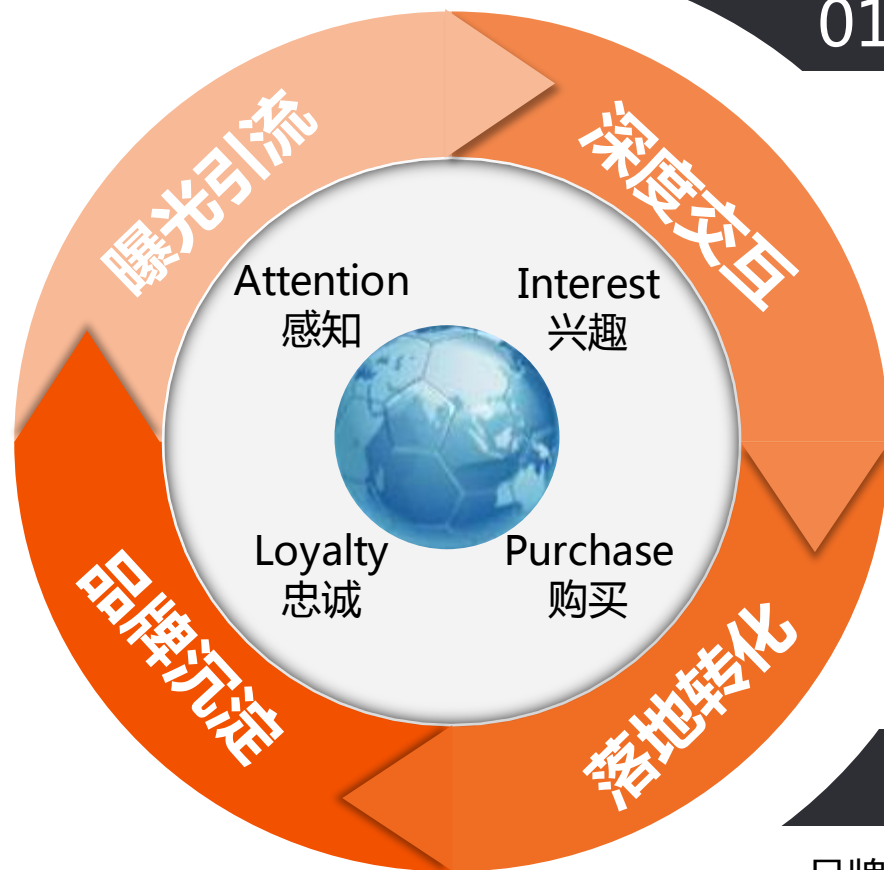 01
曝光引流
深度交互
Attention
感知
Interest
兴趣
Loyalty
忠诚
Purchase
购买
品牌沉淀
落地转化